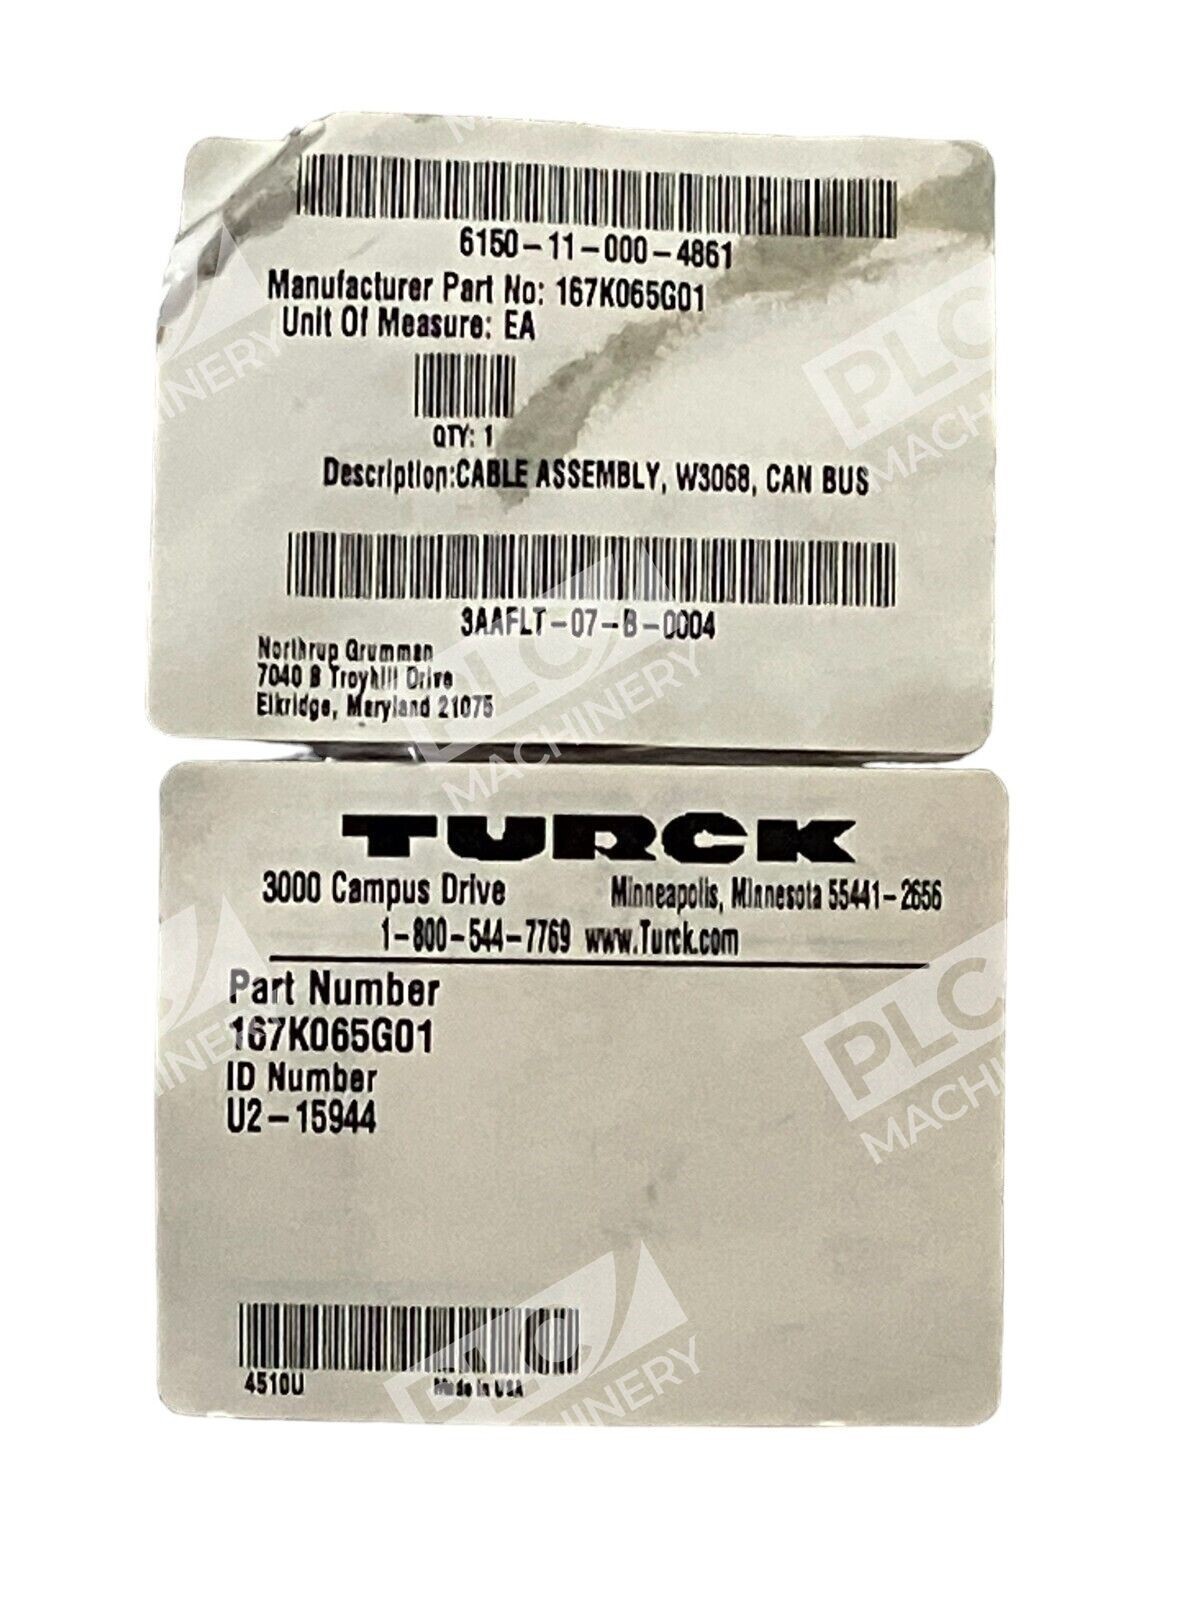 6150-11-000-4861
Manufacturer Part No: 167K065G01
Unit Of Measure: EA
QTY: 1
Description:CABLE ASSEMBLY, W3068, CAN BUS
3AAFLT-07-B-0004
Northrup Grumman
7040 B Troyhill Drive
Elkridge, Maryland 21075
TURCK
3000 Campus Drive Minneapolis, Minnesota 55441-2656
1-800-544-7769 www.Turck.com
Part Number
167K065G01
ID Number
U2-15944
4510U Made in USA
PLC MACHINERY